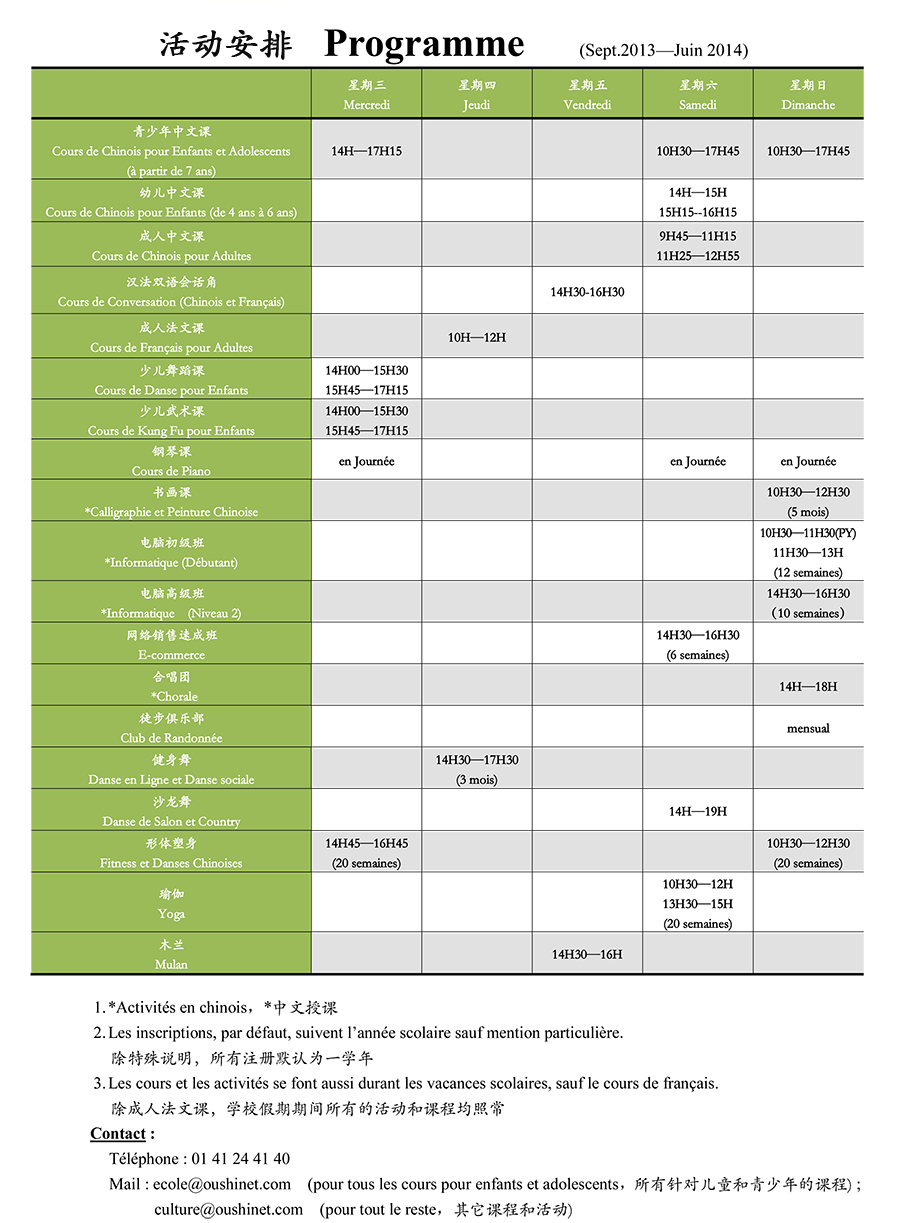 活动安排 Programme (Sept.2013—Juin 2014)
星期三 星期四 星期五 星期六 星期日
Mercredi Jeudi Vendredi Samedi Dimanche
青少年中文课
Cours de Chinois pour Enfants et Adolescents 14H—17H15 10H30—17H45 10H30—17H45
(à partir de 7 ans)
幼儿中文课 14H—15H
Cours de Chinois pour Enfants (de 4 ans à 6 ans) 15H15--16H15
成人中文课 9H45—11H15
Cours de Chinois pour Adultes 11H25—12H55
汉法双语会话角
Cours de Conversation (Chinois et Français) 14H30-16H30
成人法文课
Cours de Français pour Adultes 10H—12H
少儿舞蹈课 14H00—15H30
Cours de Danse pour Enfants 15H45—17H15
少儿武术课 14H00—15H30
Cours de Kung Fu pour Enfants 15H45—17H15
钢琴课
Cours de Piano en Journée en Journée en Journée
书画课 10H30—12H30
*Calligraphie et Peinture Chinoise (5 mois)
电脑初级班 10H30—11H30(PY)
*Informatique (Débutant) 11H30—13H
(12 semaines)
电脑高级班 14H30—16H30
*Informatique (Niveau 2) (10 semaines)
网络销售速成班 14H30—16H30
E-commerce (6 semaines)
合唱团
*Chorale 14H—18H
徒步俱乐部
Club de Randonnée mensual
健身舞 14H30—17H30
Danse en Ligne et Danse sociale (3 mois)
沙龙舞
Danse de Salon et Country 14H—19H
形体塑身 14H45—16H45 10H30—12H30
Fitness et Danses Chinoises (20 semaines) (20 semaines)
瑜伽 10H30—12H
Yoga 13H30—15H
(20 semaines)
木兰
Mulan 14H30—16H
1. *Activités en chinois，*中文授课
2. Les inscriptions, par défaut, suivent l’année scolaire sauf mention particulière.
除特殊说明，所有注册默认为一学年
3. Les cours et les activités se font aussi durant les vacances scolaires, sauf le cours de français.
除成人法文课，学校假期期间所有的活动和课程均照常
Contact :
Téléphone : 01 41 24 41 40
Mail : ecole@oushinet.com (pour tous les cours pour enfants et adolescents，所有针对儿童和青少年的课程) ;
culture@oushinet.com (pour tout le reste，其它课程和活动)